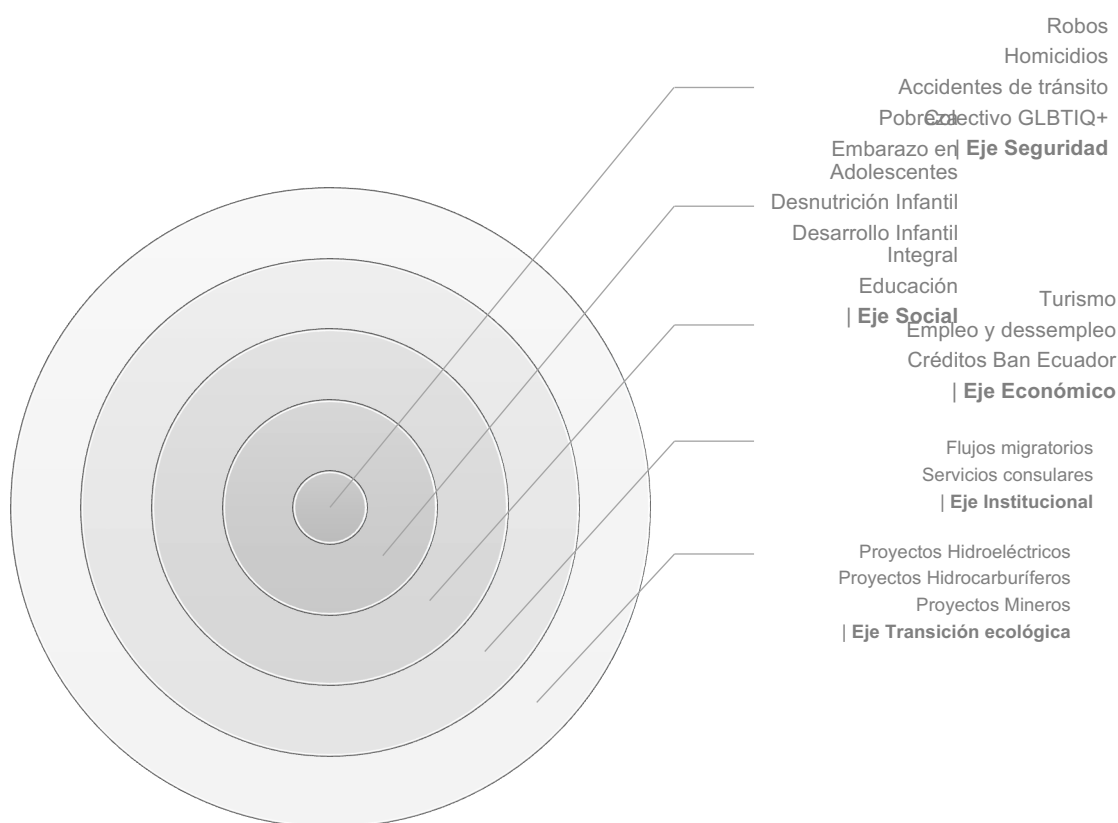 Robos
Homicidios
Accidentes de tránsito
Colectivo GLBTIQ+
| Eje Seguridad
Pobreza
Embarazo en
Adolescentes
Desnutrición Infantil
Desarrollo Infantil
Integral
Educación
| Eje Social
Turismo
Empleo y dessempleo
Créditos Ban Ecuador
| Eje Económico
Flujos migratorios
Servicios consulares
| Eje Institucional
Proyectos Hidroeléctricos
Proyectos Hidrocarburíferos
Proyectos Mineros
| Eje Transición ecológica